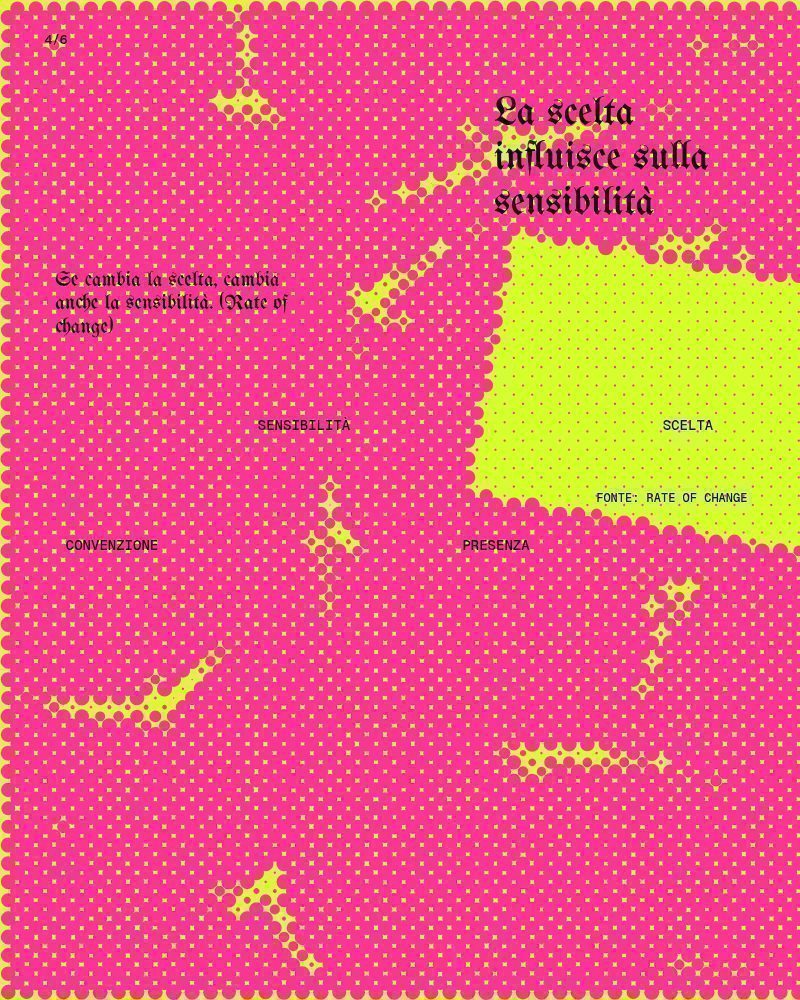 4/6
La scelta
influisce sulla
sensibilità
Se cambia la scelta, cambia
anche la sensibilità. (Rate of
change)
SENSIBILITÀ
SCELTA
FONTE: RATE OF CHANGE
CONVENZIONE
PRESENZA